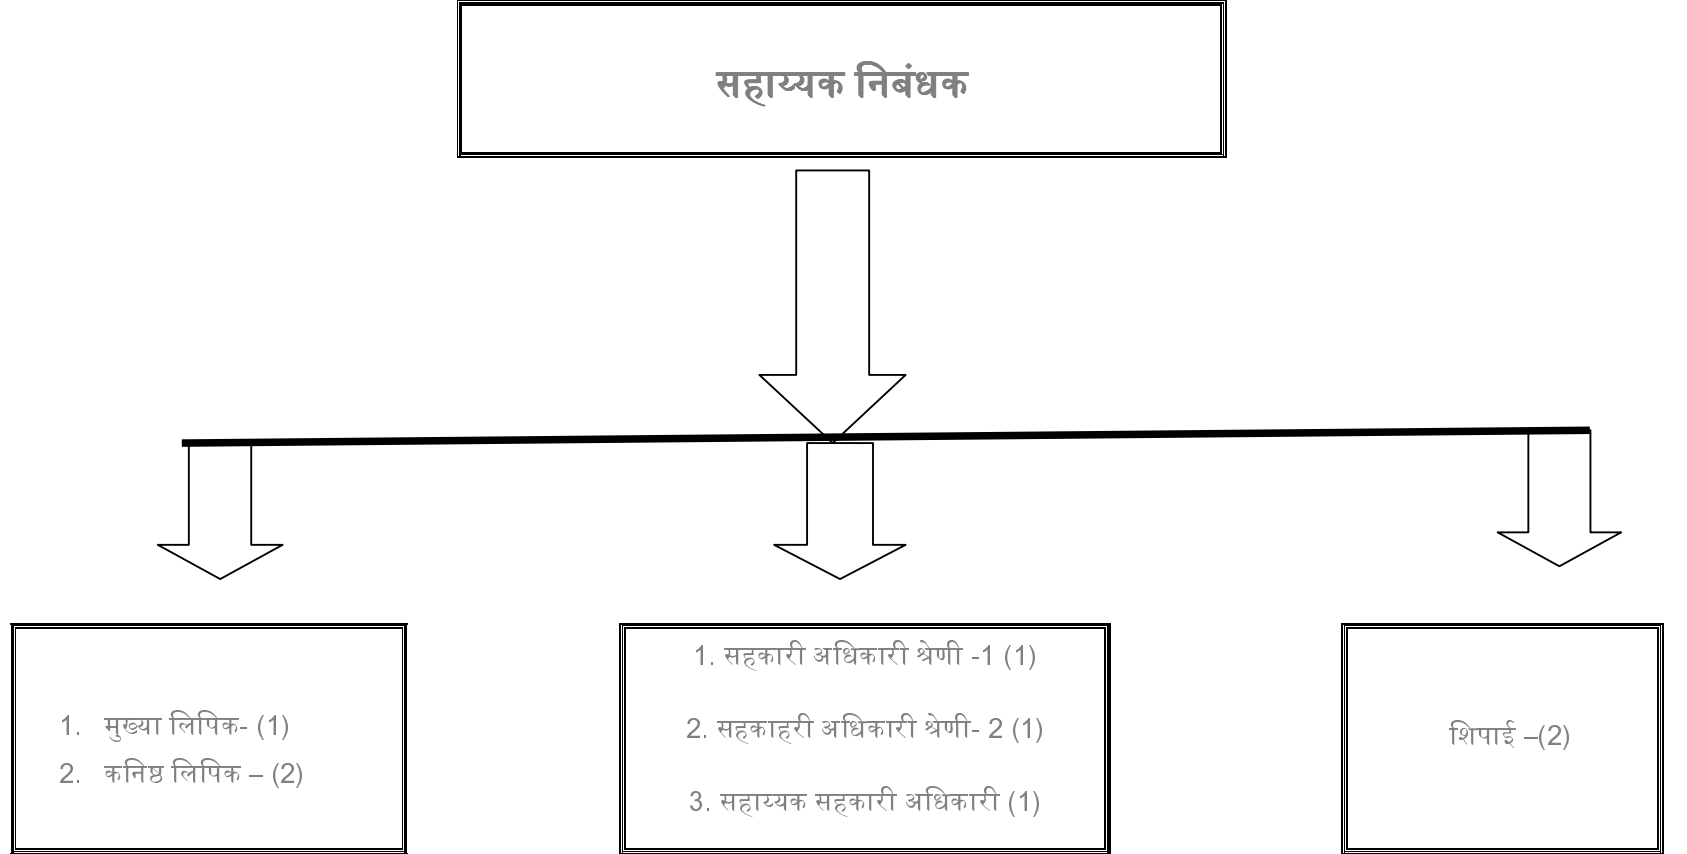 सहाय्यक निबंधक
1. मुख्या लिपिक- (1)
2. कनिष्ठ लिपिक – (2)
1. सहकारी अधिकारी श्रेणी -1 (1)
2. सहकाहरी अधिकारी श्रेणी- 2 (1)
3. सहाय्यक सहकारी अधिकारी (1)
शिपाई –(2)